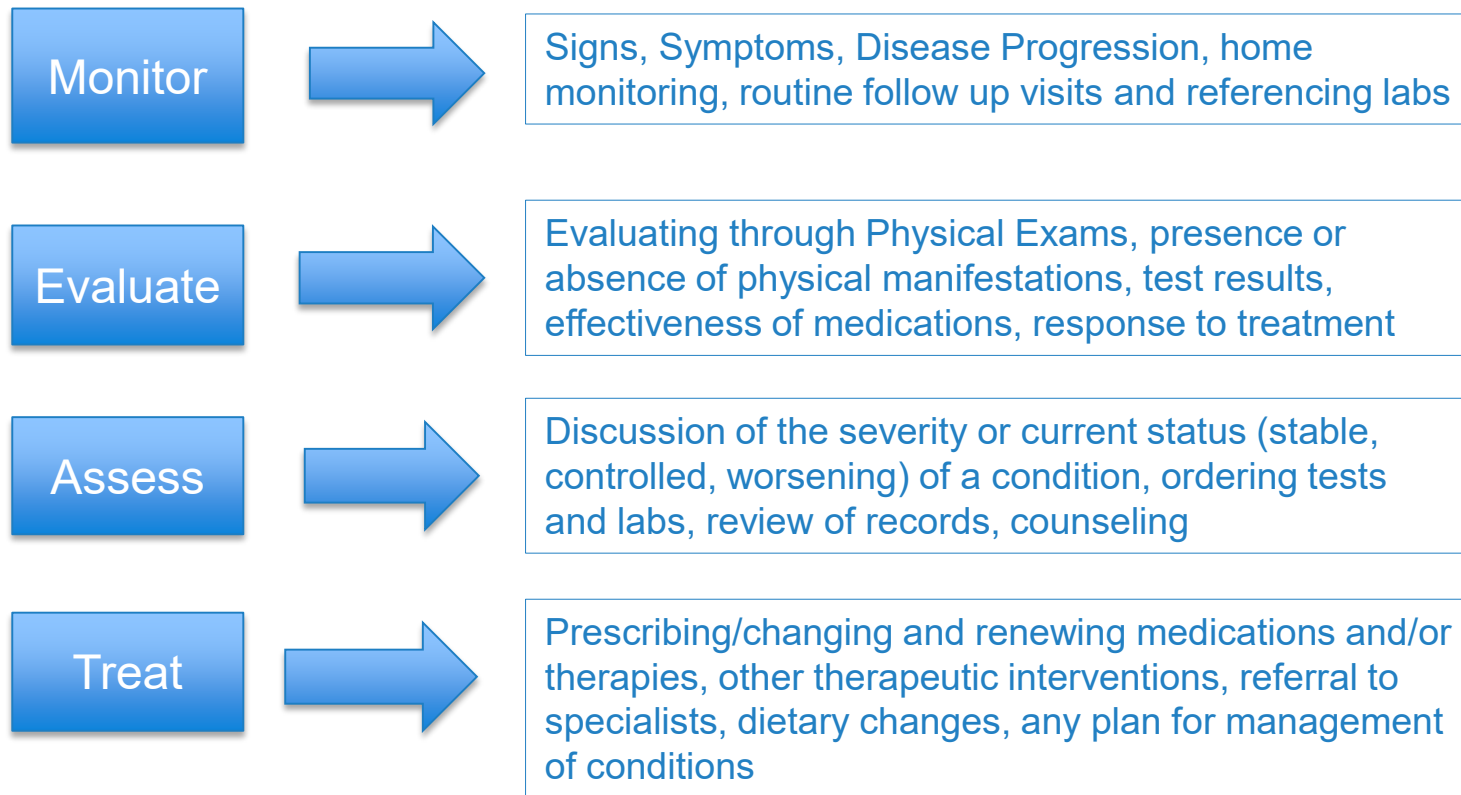 Monitor
Signs, Symptoms, Disease Progression, home
monitoring, routine follow up visits and referencing labs
Evaluate
Evaluating through Physical Exams, presence or
absence of physical manifestations, test results,
effectiveness of medications, response to treatment
Assess
Discussion of the severity or current status (stable,
controlled, worsening) of a condition, ordering tests
and labs, review of records, counseling
Treat
Prescribing/changing and renewing medications and/or
therapies, other therapeutic interventions, referral to
specialists, dietary changes, any plan for management
of conditions